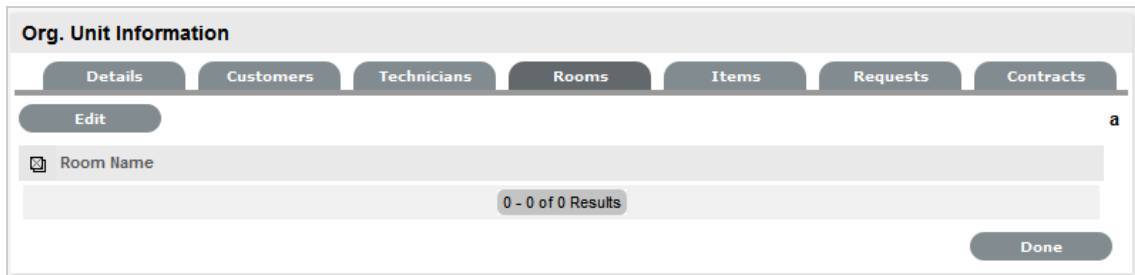 Org. Unit Information
Details Customers Technicians Rooms Items Requests Contracts
Edit a
Room Name
0 - 0 of 0 Results
Done